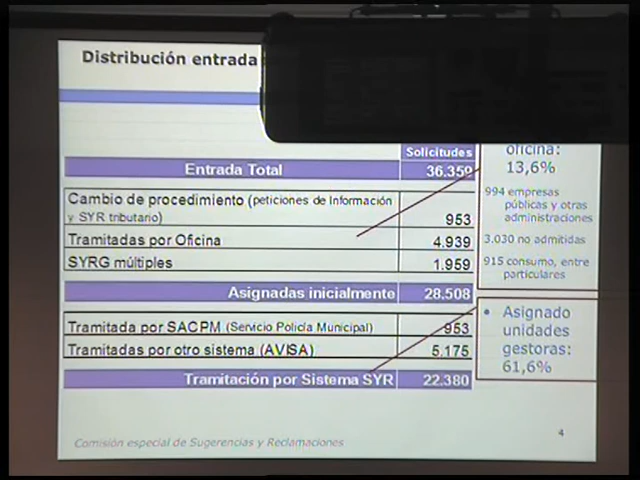 Distribución entrada
Solicitudes
Entrada Total 36.359
Cambio de procedimiento (peticiones de Información
y SYR tributario) 953
Tramitadas por Oficina 4.939
SYRG múltiples 1.959
Asignadas inicialmente 28.508
Tramitada por SACPM (Servicio Policía Municipal) 953
Tramitadas por otro sistema (AVISA) 5.175
Tramitación por Sistema SYR 22.380
oficina:
13,6%
994 empresas
públicas y otras
administraciones
3.030 no admitidas
915 consumo, entre
particulares
• Asignado
unidades
gestoras:
61,6%
Comisión especial de Sugerencias y Reclamaciones
4